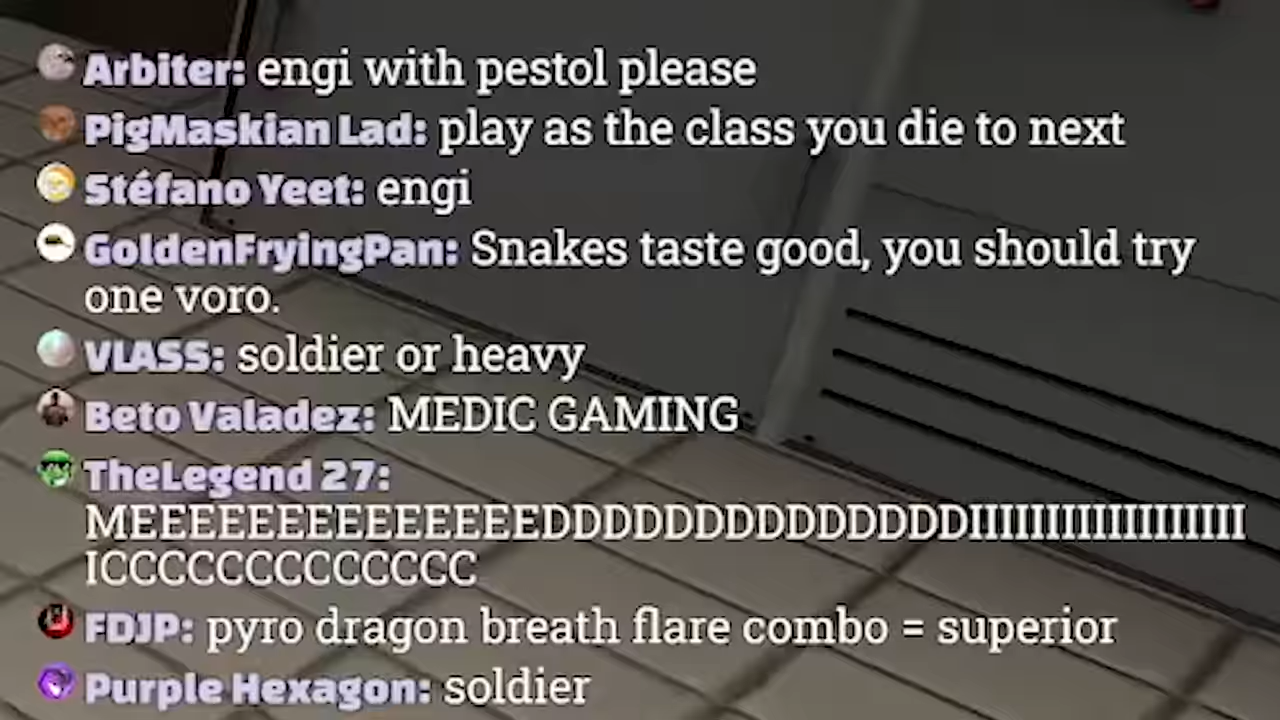 Arbiter: engi with pestol please
PigMaskian Lad: play as the class you die to next
Stéfano Yeet: engi
GoldenFryingPan: Snakes taste good, you should try
one voro.
VLASS: soldier or heavy
Beto Valadez: MEDIC GAMING
TheLegend 27:
MEEEEEEEEEEEEEEEDDDDDDDDDDDDDDDIIIIIIIIIIIIIIIIIII
ICCCCCCCCCCCCC
FDJP: pyro dragon breath flare combo = superior
Purple Hexagon: soldier